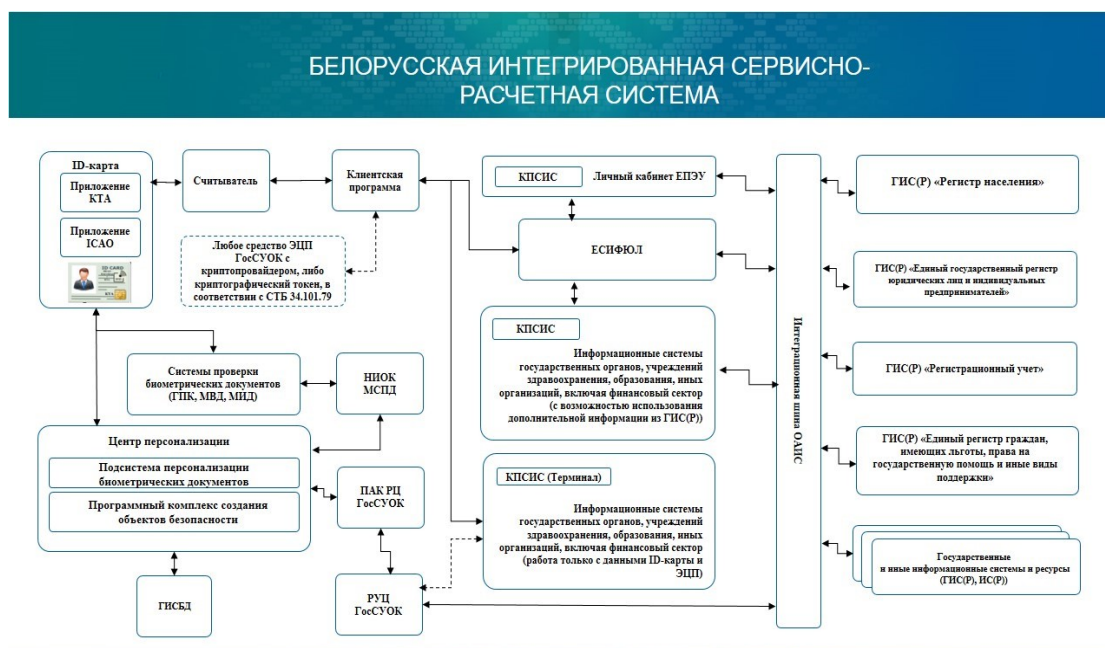 БЕЛОРУССКАЯ ИНТЕГРИРОВАННАЯ СЕРВИСНО-
РАСЧЕТНАЯ СИСТЕМА
ID-карта
Приложение
КТА
Приложение
ICAO
ID CARD
Считыватель
Клиентская
программа
Любое средство ЭЦП
ГосСУОК с
криптопровайдером, либо
криптографический токен, в
соответствии с СТБ 34.101.79
КПСИС
Личный кабинет ЕПЭУ
ЕСИФЮЛ
КПСИС
Информационные системы
государственных органов, учреждений
здравоохранения, образования, иных
организаций, включая финансовый сектор
(с возможностью использования
дополнительной информации из ГИС(Р))
КПСИС (Терминал)
Информационные системы
государственных органов, учреждений
здравоохранения, образования, иных
организаций, включая финансовый сектор
(работа только с данными ID-карты и
ЭЦП)
Интеграционная шина ОАИС
ГИС(Р) «Регистр населения»
ГИС(Р) «Единый государственный регистр
юридических лиц и индивидуальных
предпринимателей»
ГИС(Р) «Регистрационный учет»
ГИС(Р) «Единый регистр граждан,
имеющих льготы, права на
государственную помощь и иные виды
поддержки»
Государственные
и иные информационные системы и ресурсы
(ГИС(Р), ИС(Р))
Системы проверки
биометрических документов
(ГПК, МВД, МИД)
НИОК
МСПД
Центр персонализации
Подсистема персонализации
биометрических документов
Программный комплекс создания
объектов безопасности
ПАК РЦ
ГосСУОК
ГИСБД
РУЦ
ГосСУОК